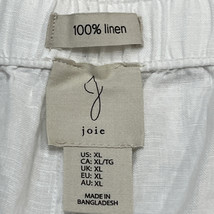 100% linen
J
joie
US: XL
CA: XL/TG
UK: XL
EU: XL
AU: XL
MADE IN
BANGLADESH